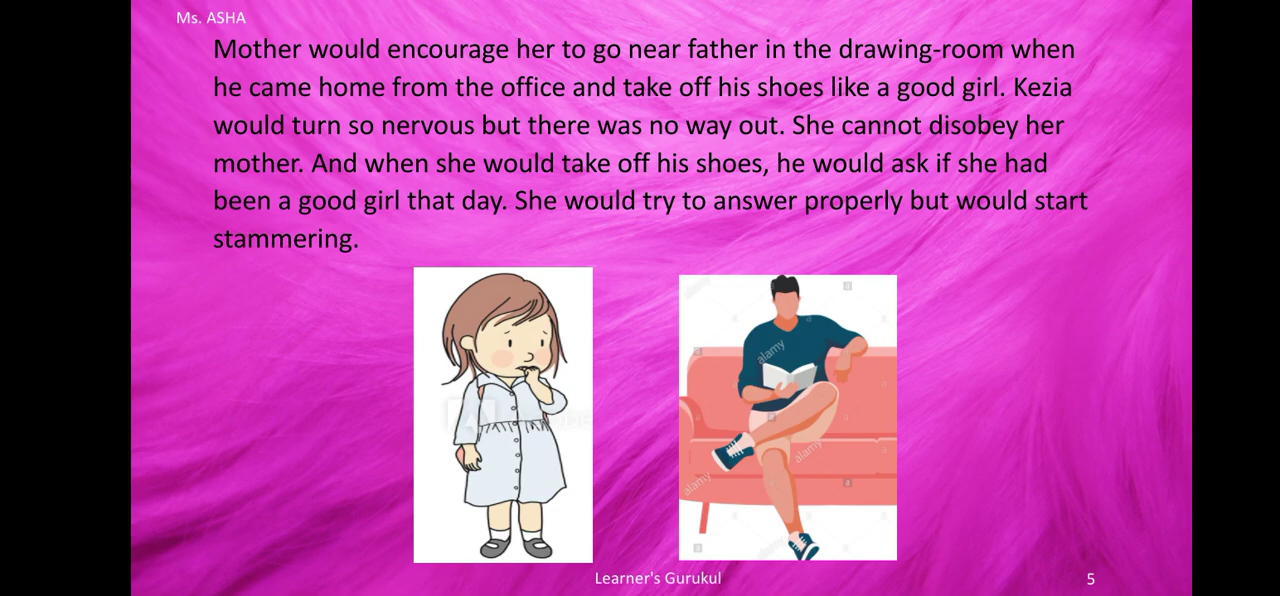 Ms. ASHA
Mother would encourage her to go near father in the drawing-room when
he came home from the office and take off his shoes like a good girl. Kezia
would turn so nervous but there was no way out. She cannot disobey her
mother. And when she would take off his shoes, he would ask if she had
been a good girl that day. She would try to answer properly but would start
stammering.
alamy
alamy
alamy
alamy
Learner's Gurukul
5